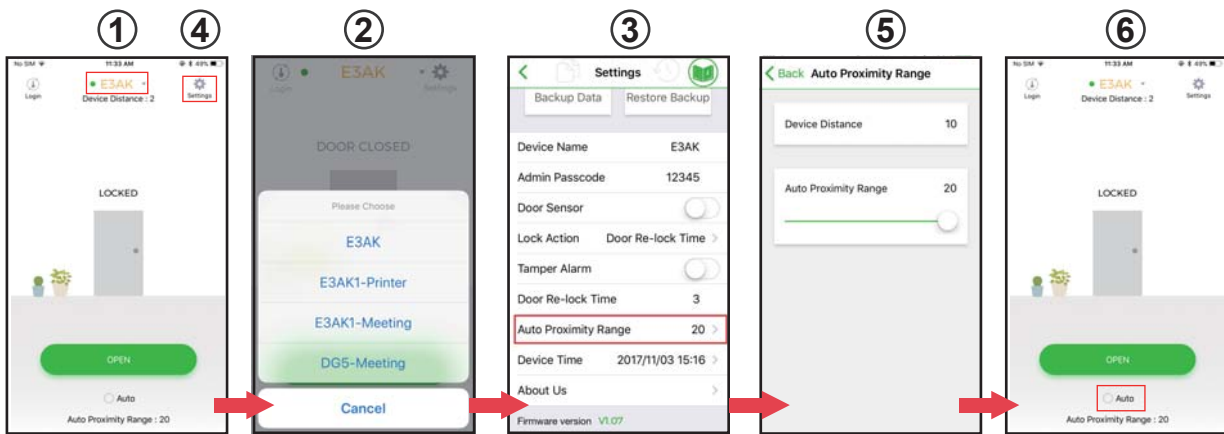 1
4
No SIM
11:33 AM
49%
Login
E3AK
Settings
Device Distance : 2
LOCKED
OPEN
Auto
Auto Proximity Range : 20
2
Login
E3AK
Settings
DOOR CLOSED
Please Choose
E3AK
E3AK1-Printer
E3AK1-Meeting
DG5-Meeting
Cancel
3
Settings
Backup Data Restore Backup
Device Name E3AK
Admin Passcode 12345
Door Sensor
Lock Action Door Re-lock Time >
Tamper Alarm
Door Re-lock Time 3
Auto Proximity Range 20 >
Device Time 2017/11/03 15:16 >
About Us >
Firmware version V1.07
5
Back Auto Proximity Range
Device Distance 10
Auto Proximity Range 20
6
No SIM
11:33 AM
49%
Login
E3AK
Settings
Device Distance : 2
LOCKED
OPEN
Auto
Auto Proximity Range : 20